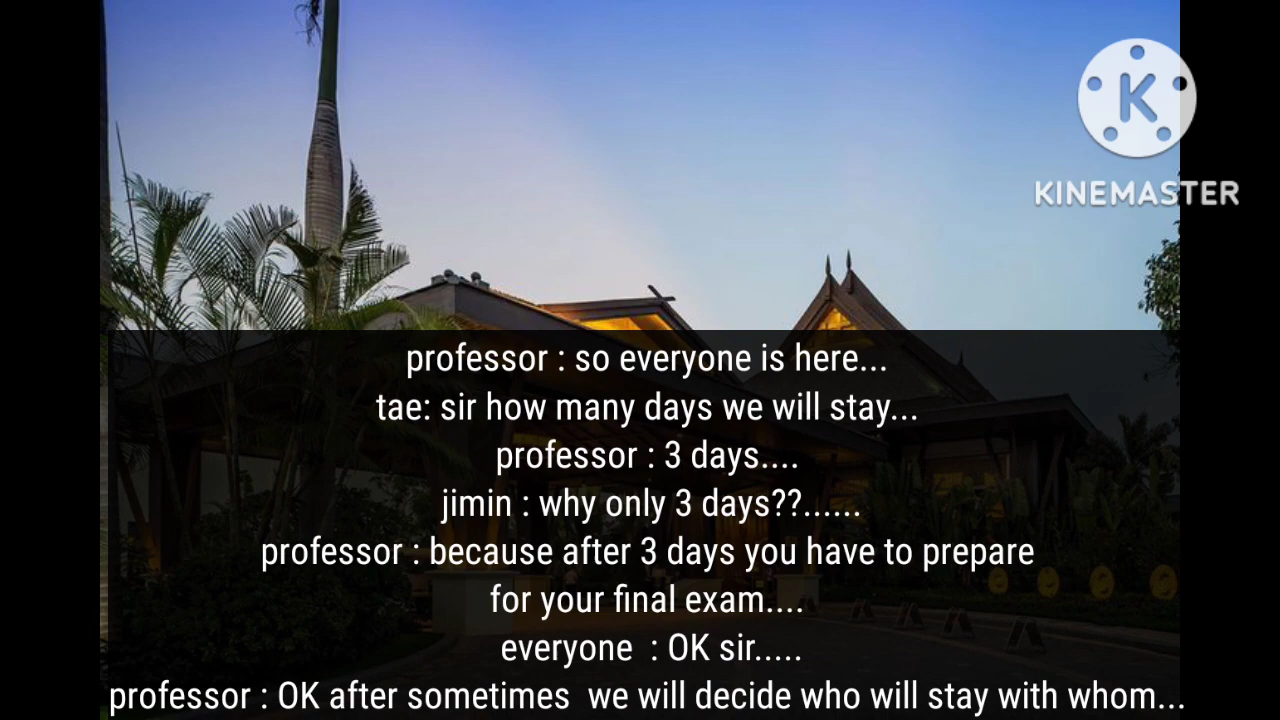 KINEMASTER
professor : so everyone is here...
tae: sir how many days we will stay...
professor : 3 days....
jimin : why only 3 days??......
professor : because after 3 days you have to prepare
for your final exam....
everyone  : OK sir.....
professor : OK after sometimes  we will decide who will stay with whom...